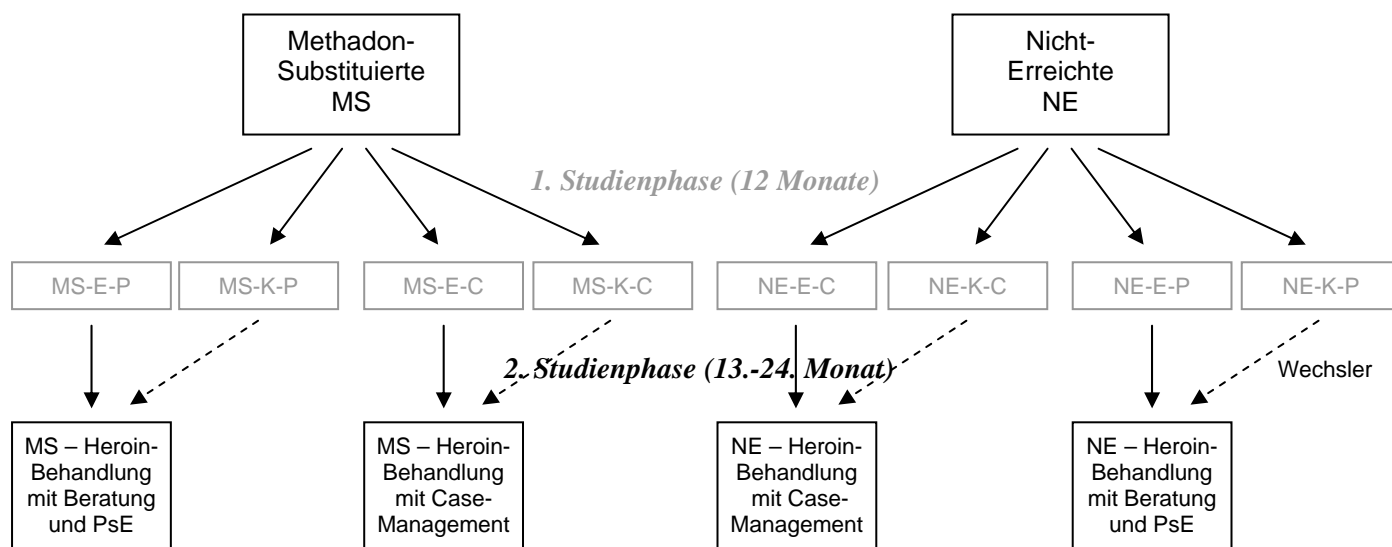 Methadon-
Substituierte
MS
Nicht-
Erreichte
NE
1. Studienphase (12 Monate)
MS-E-P
MS-K-P
MS-E-C
MS-K-C
NE-E-C
NE-K-C
NE-E-P
NE-K-P
2. Studienphase (13.-24. Monat)
Wechsler
MS – Heroin-
Behandlung
mit Beratung
und PsE
MS – Heroin-
Behandlung
mit Case-
Management
NE – Heroin-
Behandlung
mit Case-
Management
NE – Heroin-
Behandlung
mit Beratung
und PsE